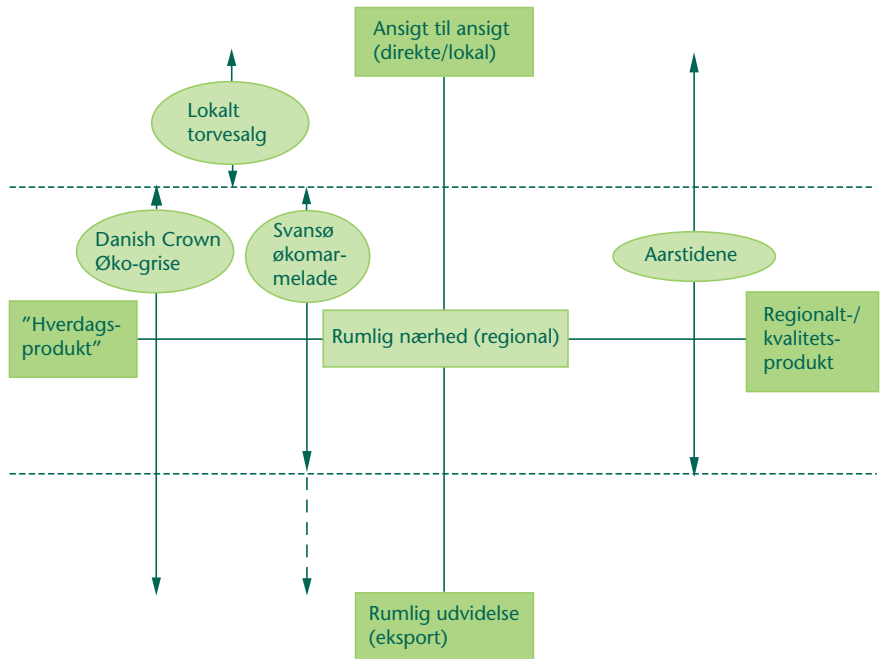 Ansigt til ansigt
(direkte/lokal)
Lokalt
torvesalg
Danish Crown
Øko-grise
Svansø
økomar-
melade
Aarstidene
"Hverdags-
produkt"
Rumlig nærhed (regional)
Regionalt-/
kvalitets-
produkt
Rumlig udvidelse
(eksport)